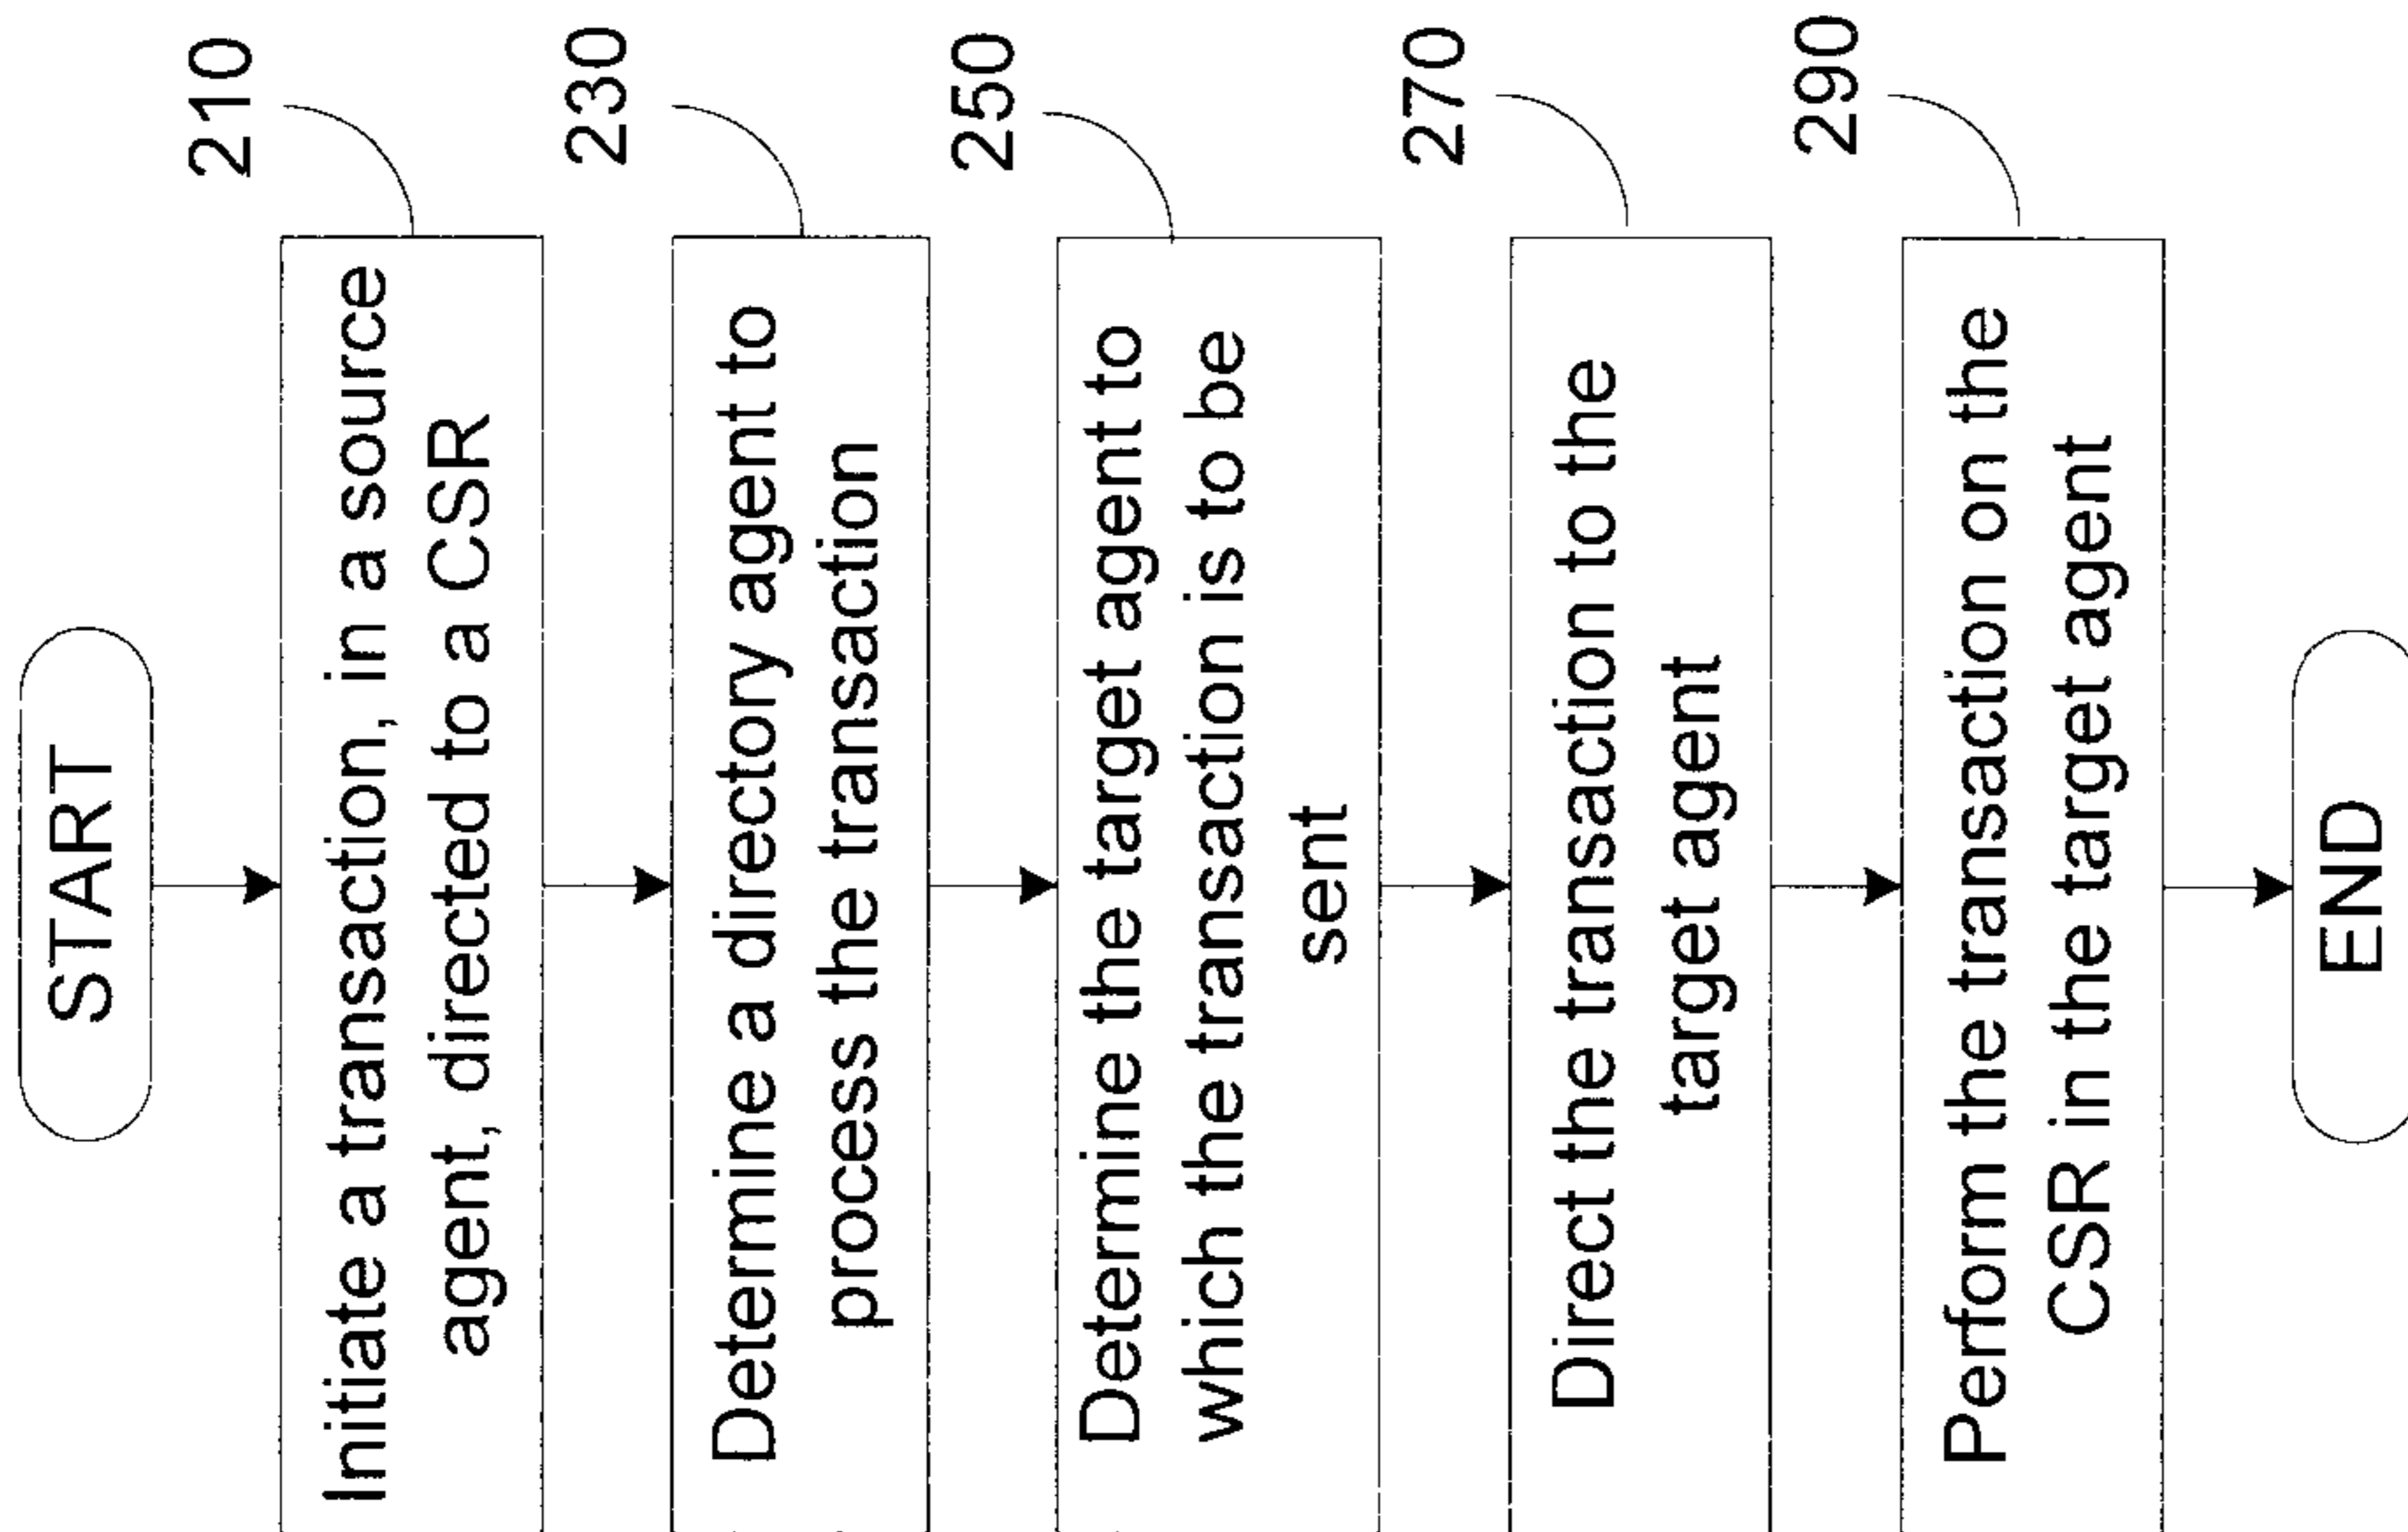 START
210
Initiate a transaction, in a source
agent, directed to a CSR
230
Determine a directory agent to
process the transaction
250
Determine the target agent to
which the transaction is to be
sent
270
Direct the transaction to the
target agent
290
Perform the transaction on the
CSR in the target agent
END